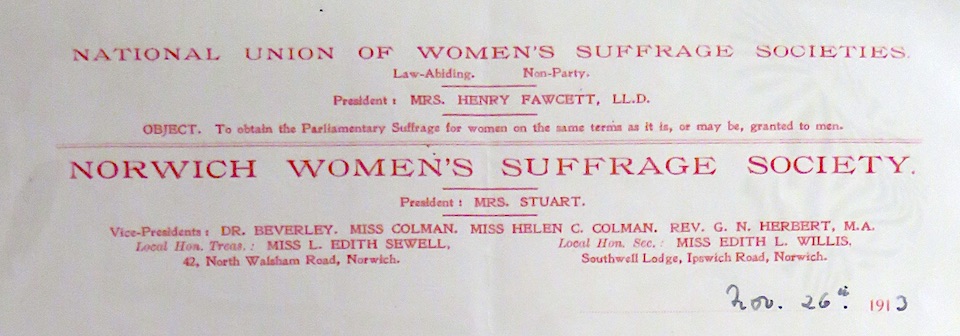 NATIONAL UNION OF WOMEN'S SUFFRAGE SOCIETIES.
Law-Abiding. Non-Party.
President: MRS. HENRY FAWCETT, LL.D.
OBJECT. To obtain the Parliamentary Suffrage for women on the same terms as it is, or may be, granted to men.
NORWICH WOMEN'S SUFFRAGE SOCIETY.
President: MRS. STUART.
Vice-Presidents: DR. BEVERLEY. MISS COLMAN. MISS HELEN C. COLMAN. REV. G. N. HERBERT, M.A.
Local Hon. Treas.: MISS L. EDITH SEWELL, Local Hon. Sec.: MISS EDITH L. WILLIS,
42, North Walsham Road, Norwich. Southwell Lodge, Ipswich Road, Norwich.
Nov. 26th. 1913